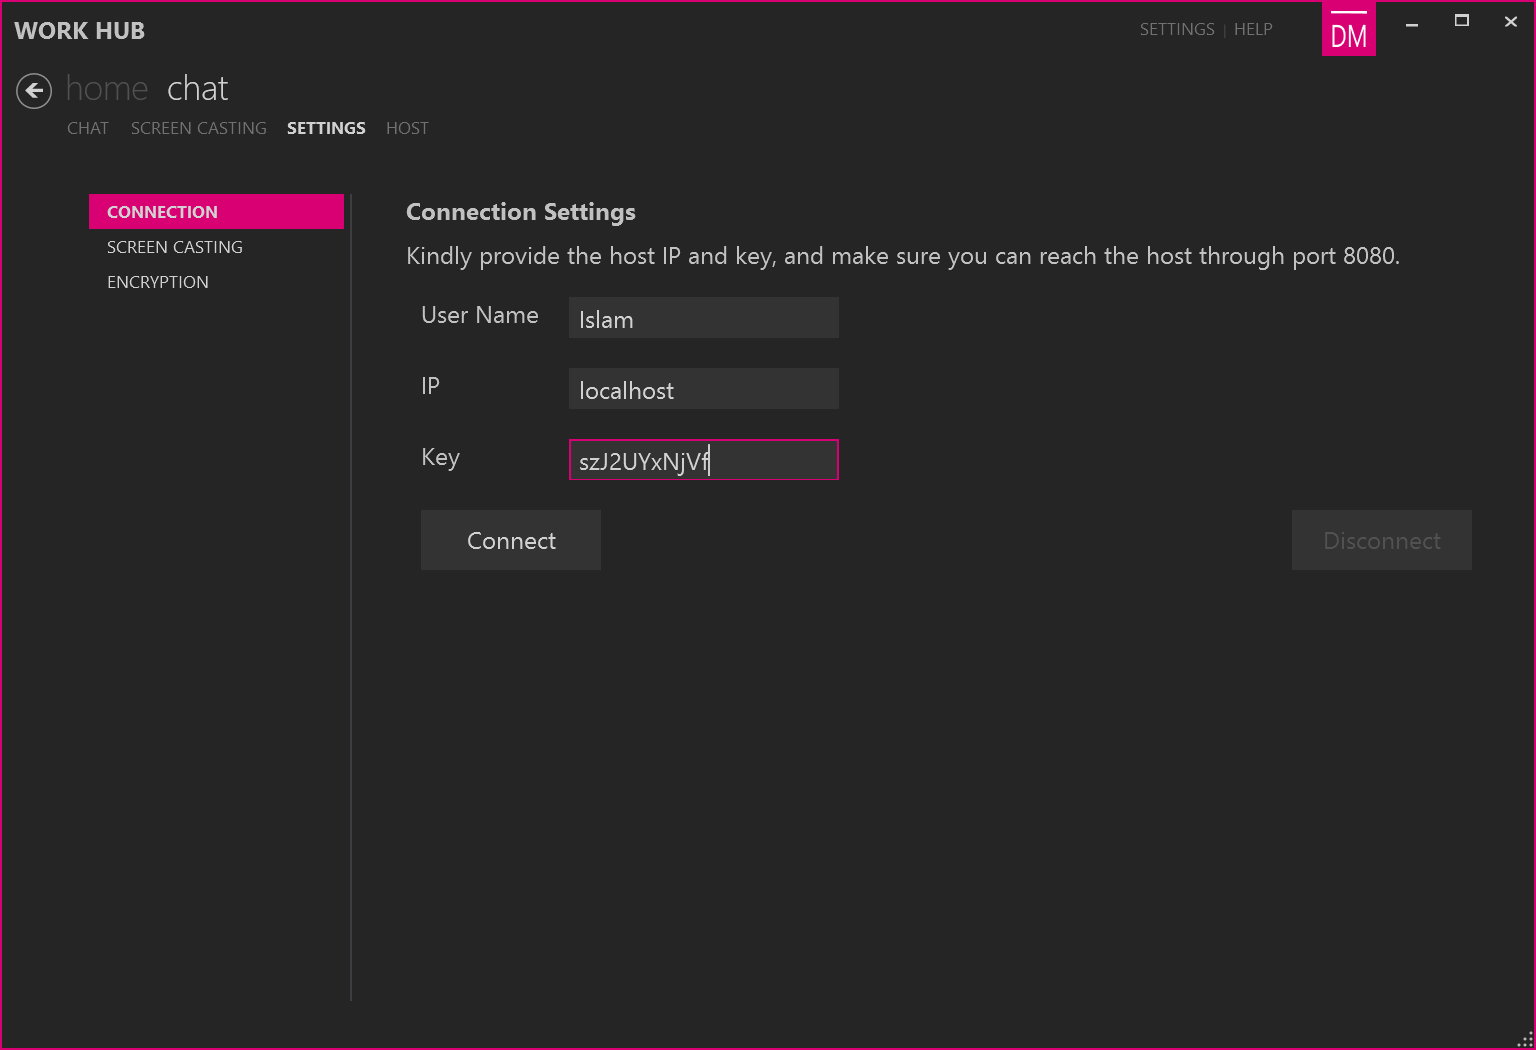 WORK HUB
SETTINGS | HELP
DM
home chat
CHAT SCREEN CASTING SETTINGS HOST
CONNECTION
SCREEN CASTING
ENCRYPTION
Connection Settings
Kindly provide the host IP and key, and make sure you can reach the host through port 8080.
User Name Islam
IP localhost
Key szJ2UYxNjVf
Connect Disconnect